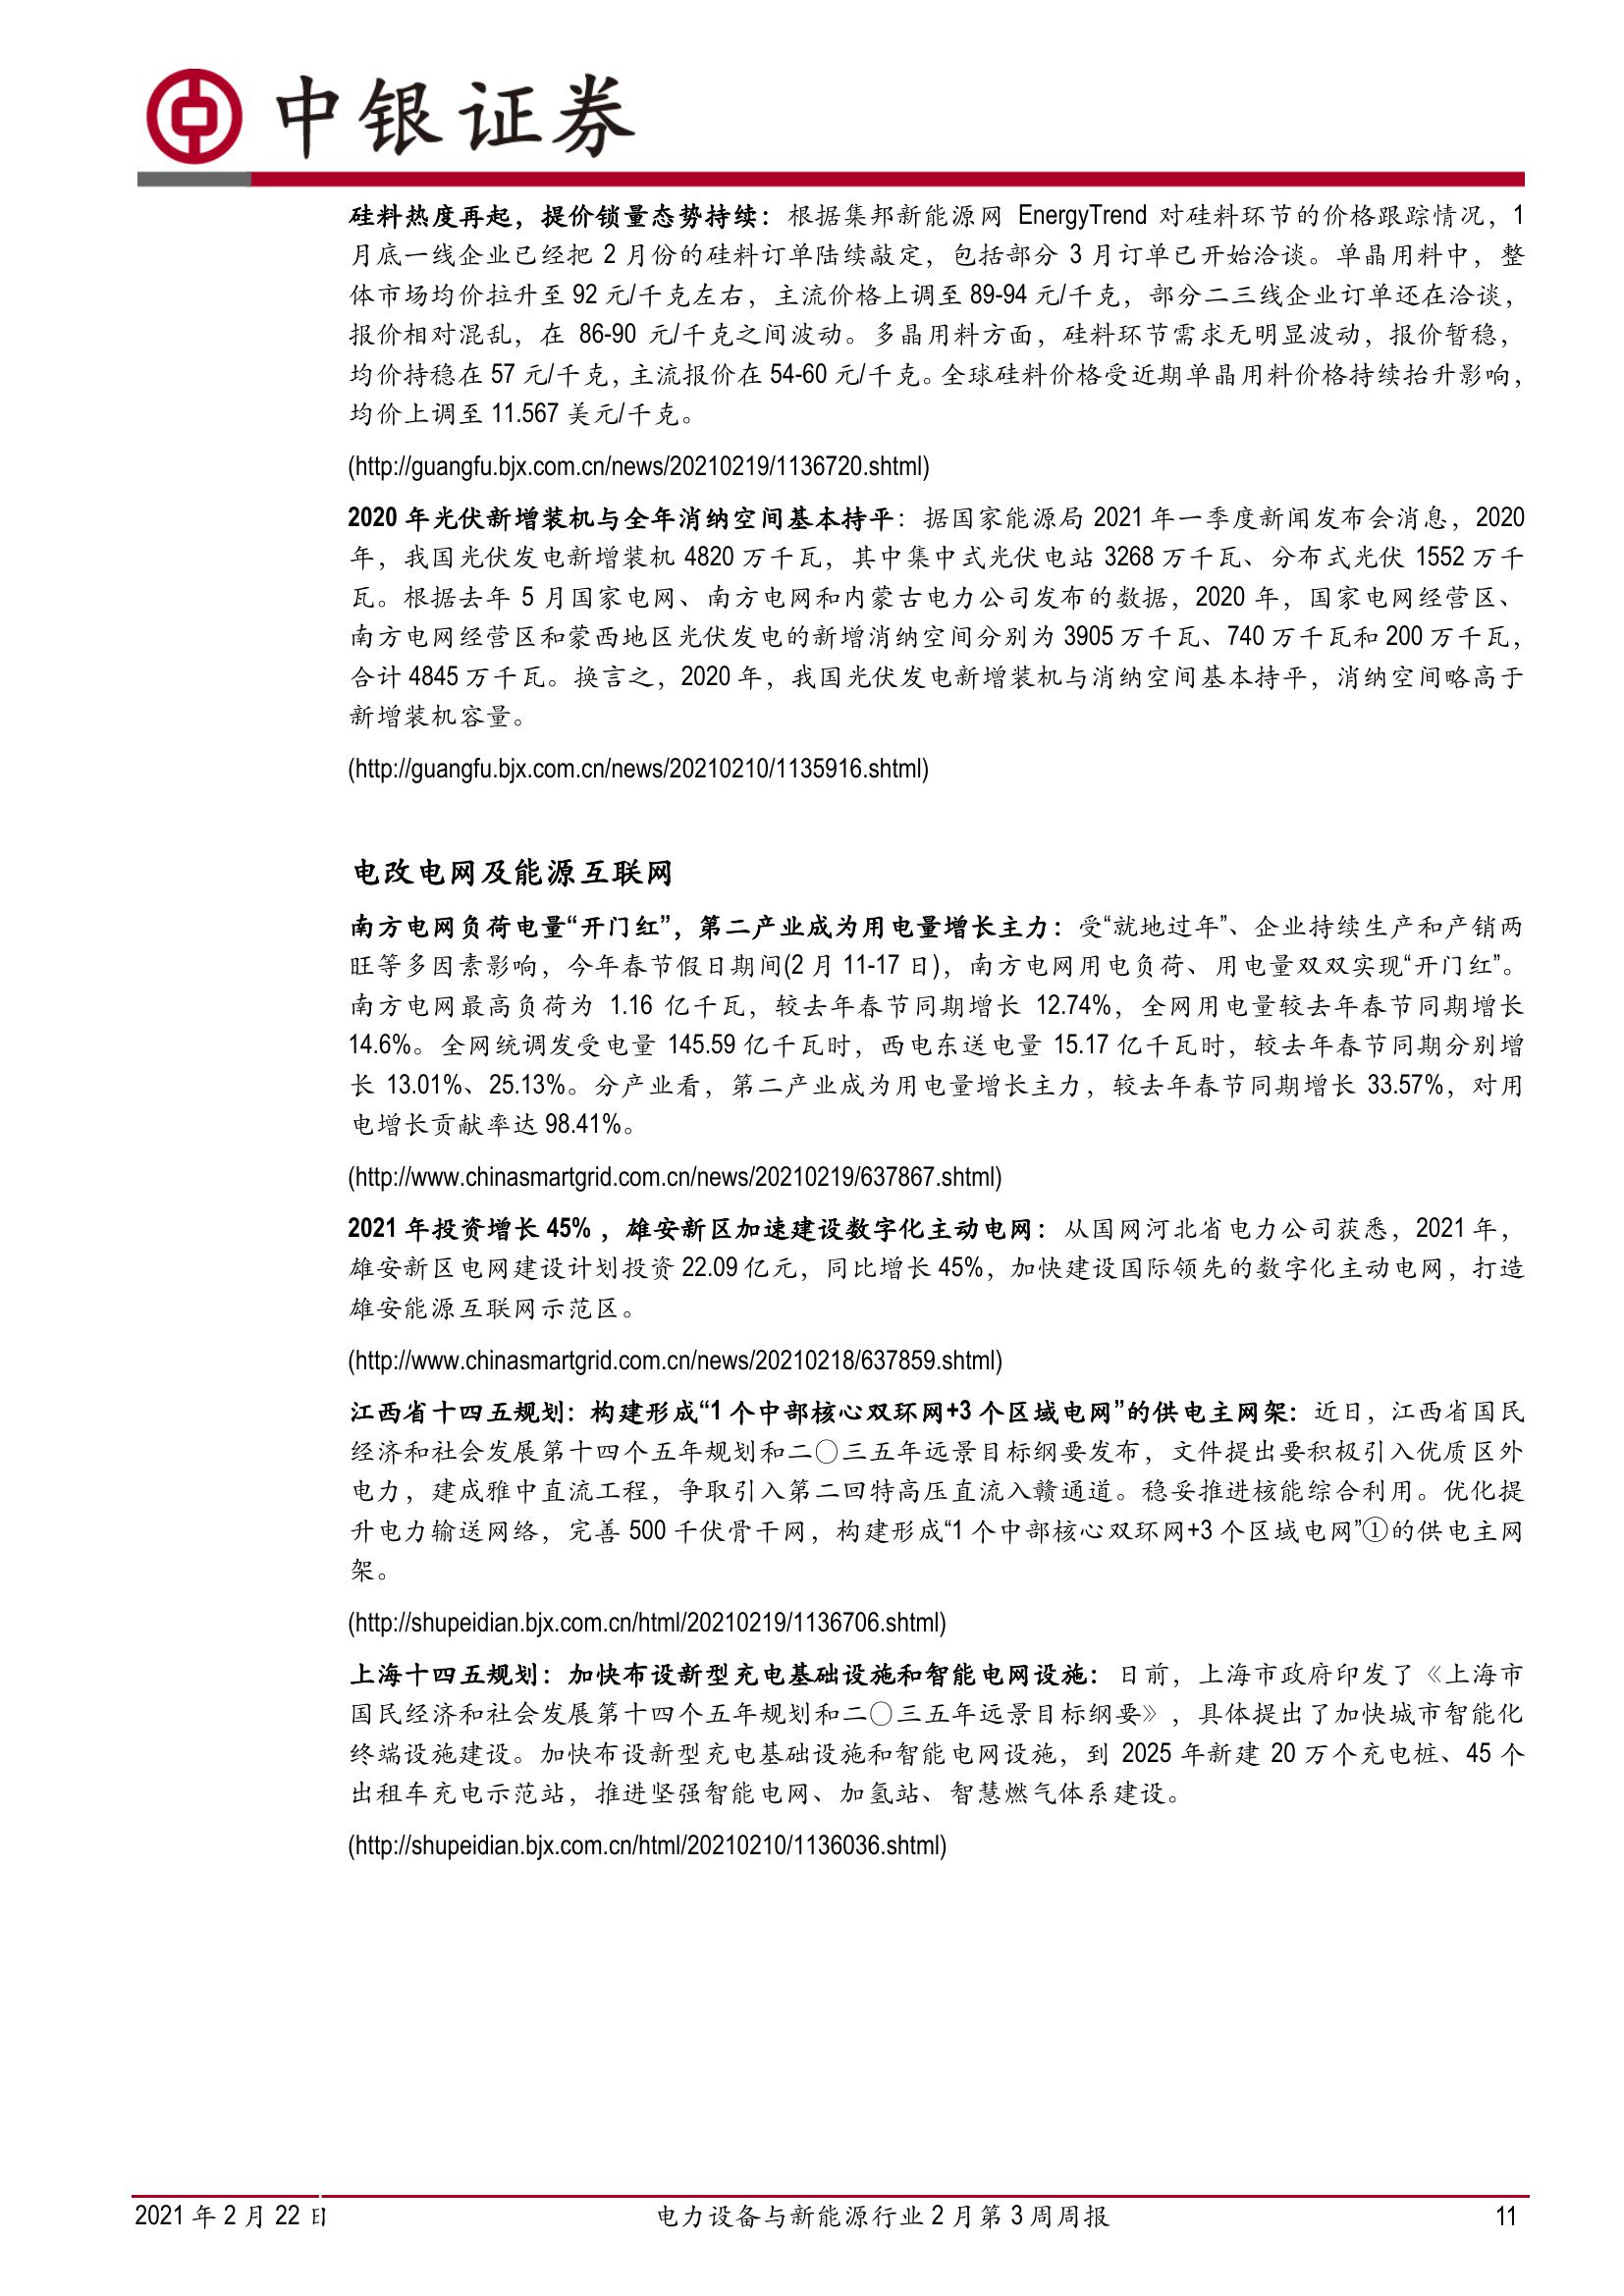 中银证券
硅料热度再起，提价锁量态势持续：根据集邦新能源网 EnergyTrend 对硅料环节的价格跟踪情况，1
月底一线企业已经把 2 月份的硅料订单陆续敲定，包括部分 3 月订单已开始洽谈。单晶用料中，整
体市场均价拉升至 92 元/千克左右，主流价格上调至 89-94 元/千克，部分二三线企业订单还在洽谈，
报价相对混乱，在 86-90 元/千克之间波动。多晶用料方面，硅料环节需求无明显波动，报价暂稳，
均价持稳在 57 元/千克，主流报价在 54-60 元/千克。全球硅料价格受近期单晶用料价格持续抬升影响，
均价上调至 11.567 美元/千克。
(http://guangfu.bjx.com.cn/news/20210219/1136720.shtml)
2020 年光伏新增装机与全年消纳空间基本持平：据国家能源局 2021 年一季度新闻发布会消息，2020
年，我国光伏发电新增装机 4820 万千瓦，其中集中式光伏电站 3268 万千瓦、分布式光伏 1552 万千
瓦。根据去年 5 月国家电网、南方电网和内蒙古电力公司发布的数据，2020 年，国家电网经营区、
南方电网经营区和蒙西地区光伏发电的新增消纳空间分别为 3905 万千瓦、740 万千瓦和 200 万千瓦，
合计 4845 万千瓦。换言之，2020 年，我国光伏发电新增装机与消纳空间基本持平，消纳空间略高于
新增装机容量。
(http://guangfu.bjx.com.cn/news/20210210/1135916.shtml)
电改电网及能源互联网
南方电网负荷电量“开门红”，第二产业成为用电量增长主力：受“就地过年”、企业持续生产和产销两
旺等多因素影响，今年春节假日期间(2 月 11-17 日)，南方电网用电负荷、用电量双双实现“开门红”。
南方电网最高负荷为 1.16 亿千瓦，较去年春节同期增长 12.74%，全网用电量较去年春节同期增长
14.6%。全网统调发受电量 145.59 亿千瓦时，西电东送电量 15.17 亿千瓦时，较去年春节同期分别增
长 13.01%、25.13%。分产业看，第二产业成为用电量增长主力，较去年春节同期增长 33.57%，对用
电增长贡献率达 98.41%。
(http://www.chinasmartgrid.com.cn/news/20210219/637867.shtml)
2021 年投资增长 45% ，雄安新区加速建设数字化主动电网：从国网河北省电力公司获悉，2021 年，
雄安新区电网建设计划投资 22.09 亿元，同比增长 45%，加快建设国际领先的数字化主动电网，打造
雄安能源互联网示范区。
(http://www.chinasmartgrid.com.cn/news/20210218/637859.shtml)
江西省十四五规划：构建形成“1 个中部核心双环网+3 个区域电网”的供电主网架：近日，江西省国民
经济和社会发展第十四个五年规划和二〇三五年远景目标纲要发布，文件提出要积极引入优质区外
电力，建成雅中直流工程，争取引入第二回特高压直流入赣通道。稳妥推进核能综合利用。优化提
升电力输送网络，完善 500 千伏骨干网，构建形成“1 个中部核心双环网+3 个区域电网”①的供电主网
架。
(http://shupeidian.bjx.com.cn/html/20210219/1136706.shtml)
上海十四五规划：加快布设新型充电基础设施和智能电网设施：日前，上海市政府印发了《上海市
国民经济和社会发展第十四个五年规划和二〇三五年远景目标纲要》，具体提出了加快城市智能化
终端设施建设。加快布设新型充电基础设施和智能电网设施，到 2025 年新建 20 万个充电桩、45 个
出租车充电示范站，推进坚强智能电网、加氢站、智慧燃气体系建设。
(http://shupeidian.bjx.com.cn/html/20210210/1136036.shtml)
2021 年 2 月 22 日 电力设备与新能源行业 2 月第 3 周周报 11